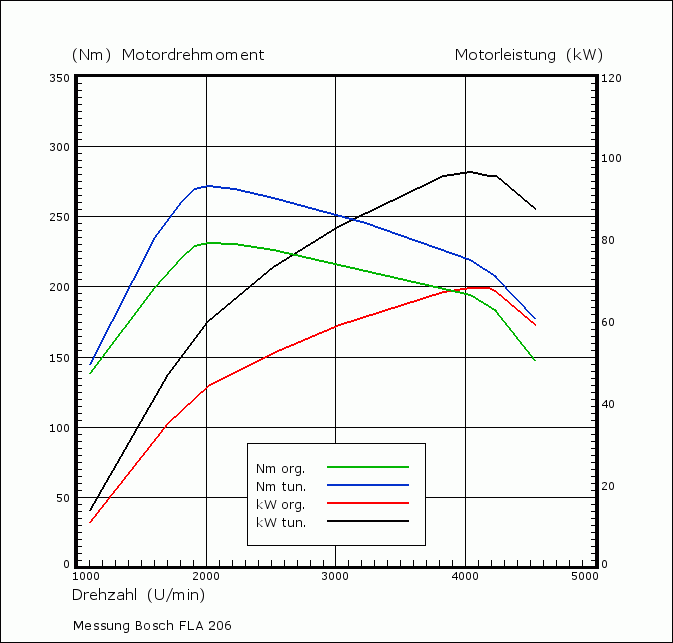 (Nm) Motordrehmoment Motorleistung (kW)
350 120
300
100
250
80
200
60
150
40
100
20
50
0 0
1000 2000 3000 4000 5000
Nm org.
Nm tun.
kW org.
kW tun.
Drehzahl (U/min)
Messung Bosch FLA 206